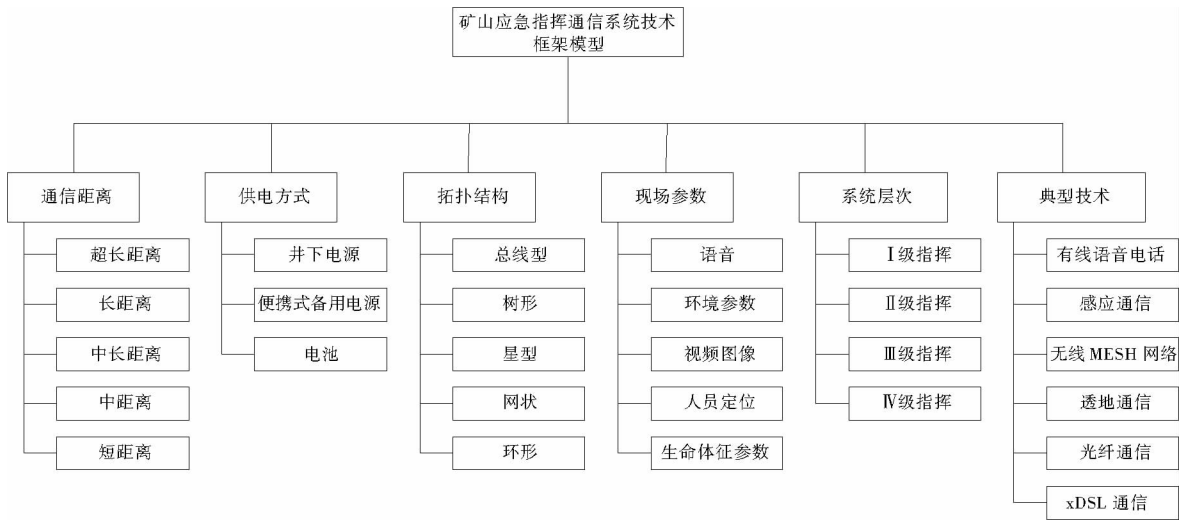 矿山应急指挥通信系统技术
框架模型
通信距离
超长距离
长距离
中长距离
中距离
短距离
供电方式
井下电源
便携式备用电源
电池
拓扑结构
总线型
树形
星型
网状
环形
现场参数
语音
环境参数
视频图像
人员定位
生命体征参数
系统层次
Ⅰ级指挥
Ⅱ级指挥
Ⅲ级指挥
Ⅳ级指挥
典型技术
有线语音电话
感应通信
无线 MESH 网络
透地通信
光纤通信
xDSL 通信